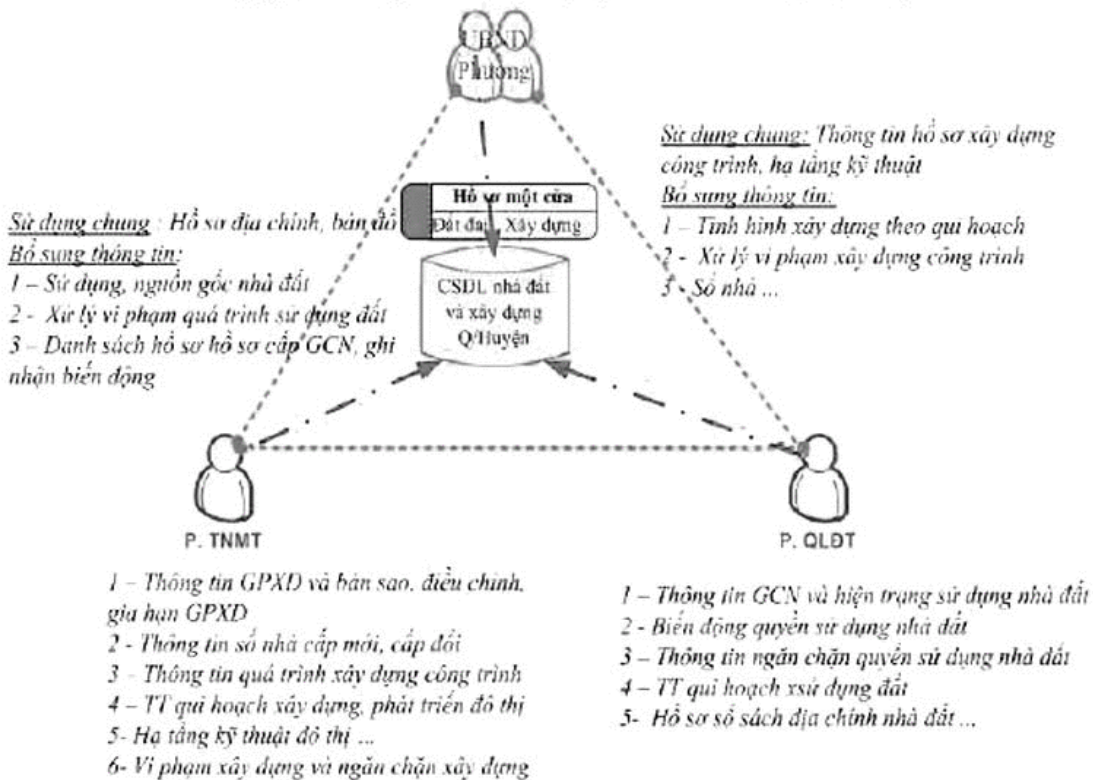 UBND
Phường
Sử dụng chung: Thông tin hồ sơ xây dựng
công trình, hạ tầng kỹ thuật
Bổ sung thông tin:
1 – Tình hình xây dựng theo qui hoạch
2 - Xử lý vi phạm xây dựng công trình
3 - Số nhà ...
Hồ sơ một cửa
Đất đai Xây dựng
Sử dụng chung : Hồ sơ địa chính, bản đồ
Bổ sung thông tin:
1 – Sử dụng, nguồn gốc nhà đất
2 - Xử lý vi phạm quá trình sử dụng đất
3 – Danh sách hồ sơ hồ sơ cấp GCN, ghi
nhận biến động
CSDL nhà đất
và xây dựng
Q/Huyện
P. TNMT
P. QLĐT
1 – Thông tin GPXD và bản sao, điều chỉnh,
gia hạn GPXD
2 - Thông tin số nhà cấp mới, cấp đổi
3 - Thông tin quá trình xây dựng công trình
4 – TT qui hoạch xây dựng, phát triển đô thị
5- Hạ tầng kỹ thuật đô thị ...
6- Vi phạm xây dựng và ngăn chặn xây dựng
1 – Thông tin GCN và hiện trạng sử dụng nhà đất
2 - Biến động quyền sử dụng nhà đất
3 – Thông tin ngăn chặn quyền sử dụng nhà đất
4 – TT qui hoạch xsử dụng đất
5- Hồ sơ sổ sách địa chính nhà đất ...